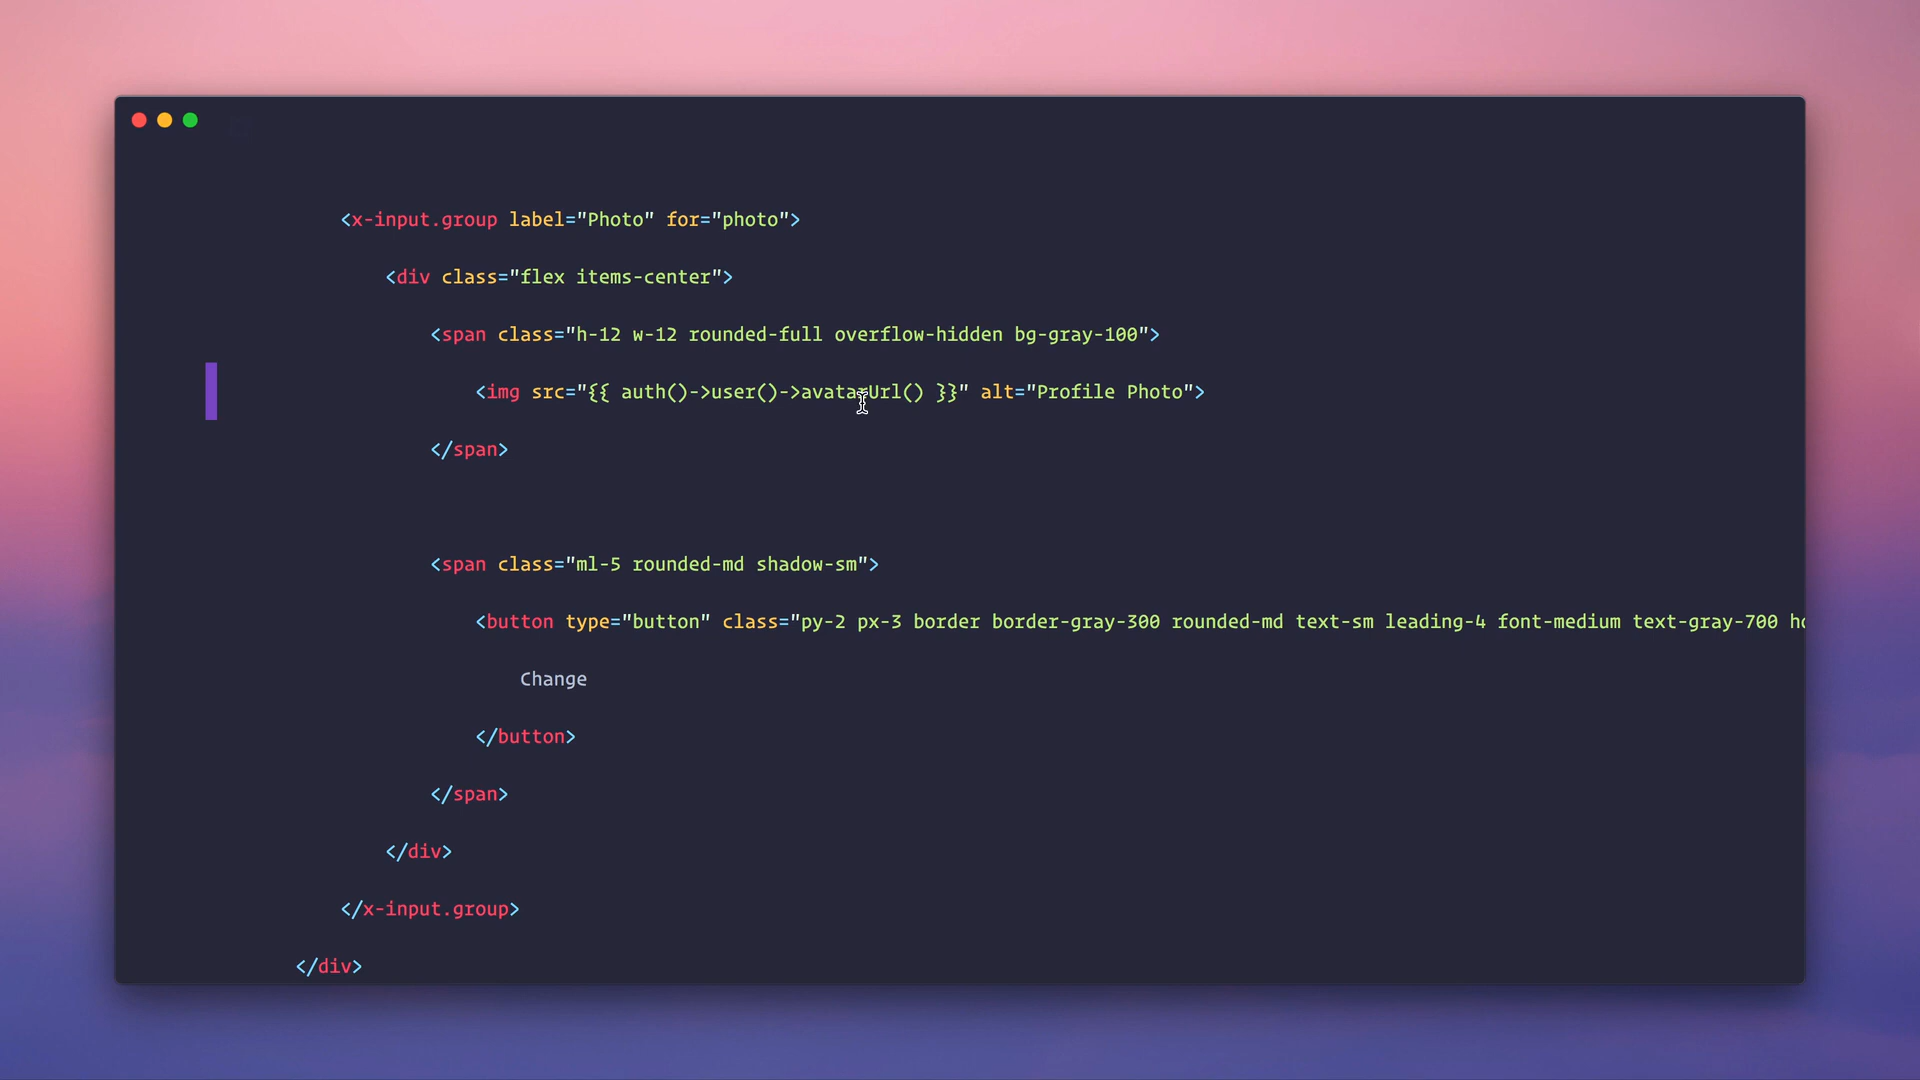 <x-input.group label="Photo" for="photo">
<div class="flex items-center">
<span class="h-12 w-12 rounded-full overflow-hidden bg-gray-100">
<img src="{{ auth()->user()->avatarUrl() }}" alt="Profile Photo">
</span>
<span class="ml-5 rounded-md shadow-sm">
<button type="button" class="py-2 px-3 border border-gray-300 rounded-md text-sm leading-4 font-medium text-gray-700
Change
</button>
</span>
</div>
</x-input.group>
</div>